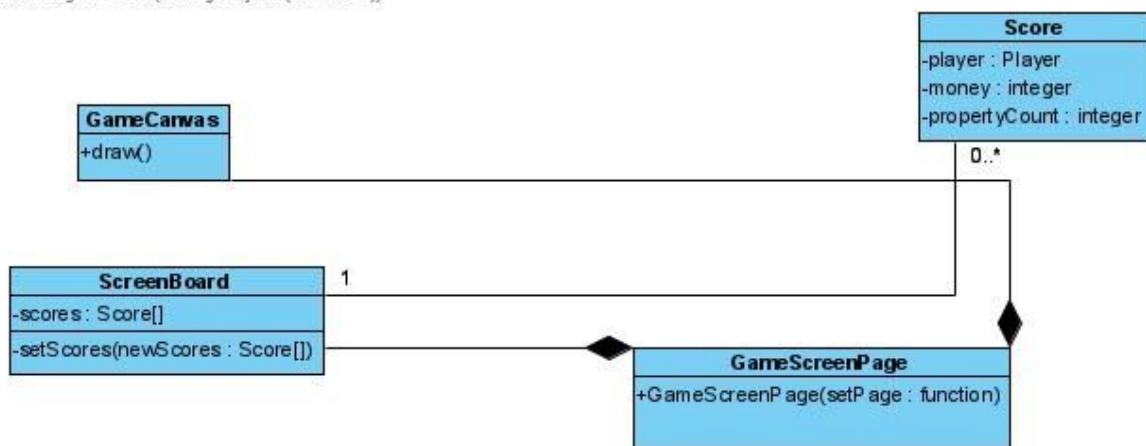 Score
-player : Player
-money : integer
-propertyCount : integer
0..*
GameCanvas
+draw()
ScreenBoard
1
-scores : Score[]
-setScores(newScores : Score[])
GameScreenPage
+GameScreenPage(setPage : function)